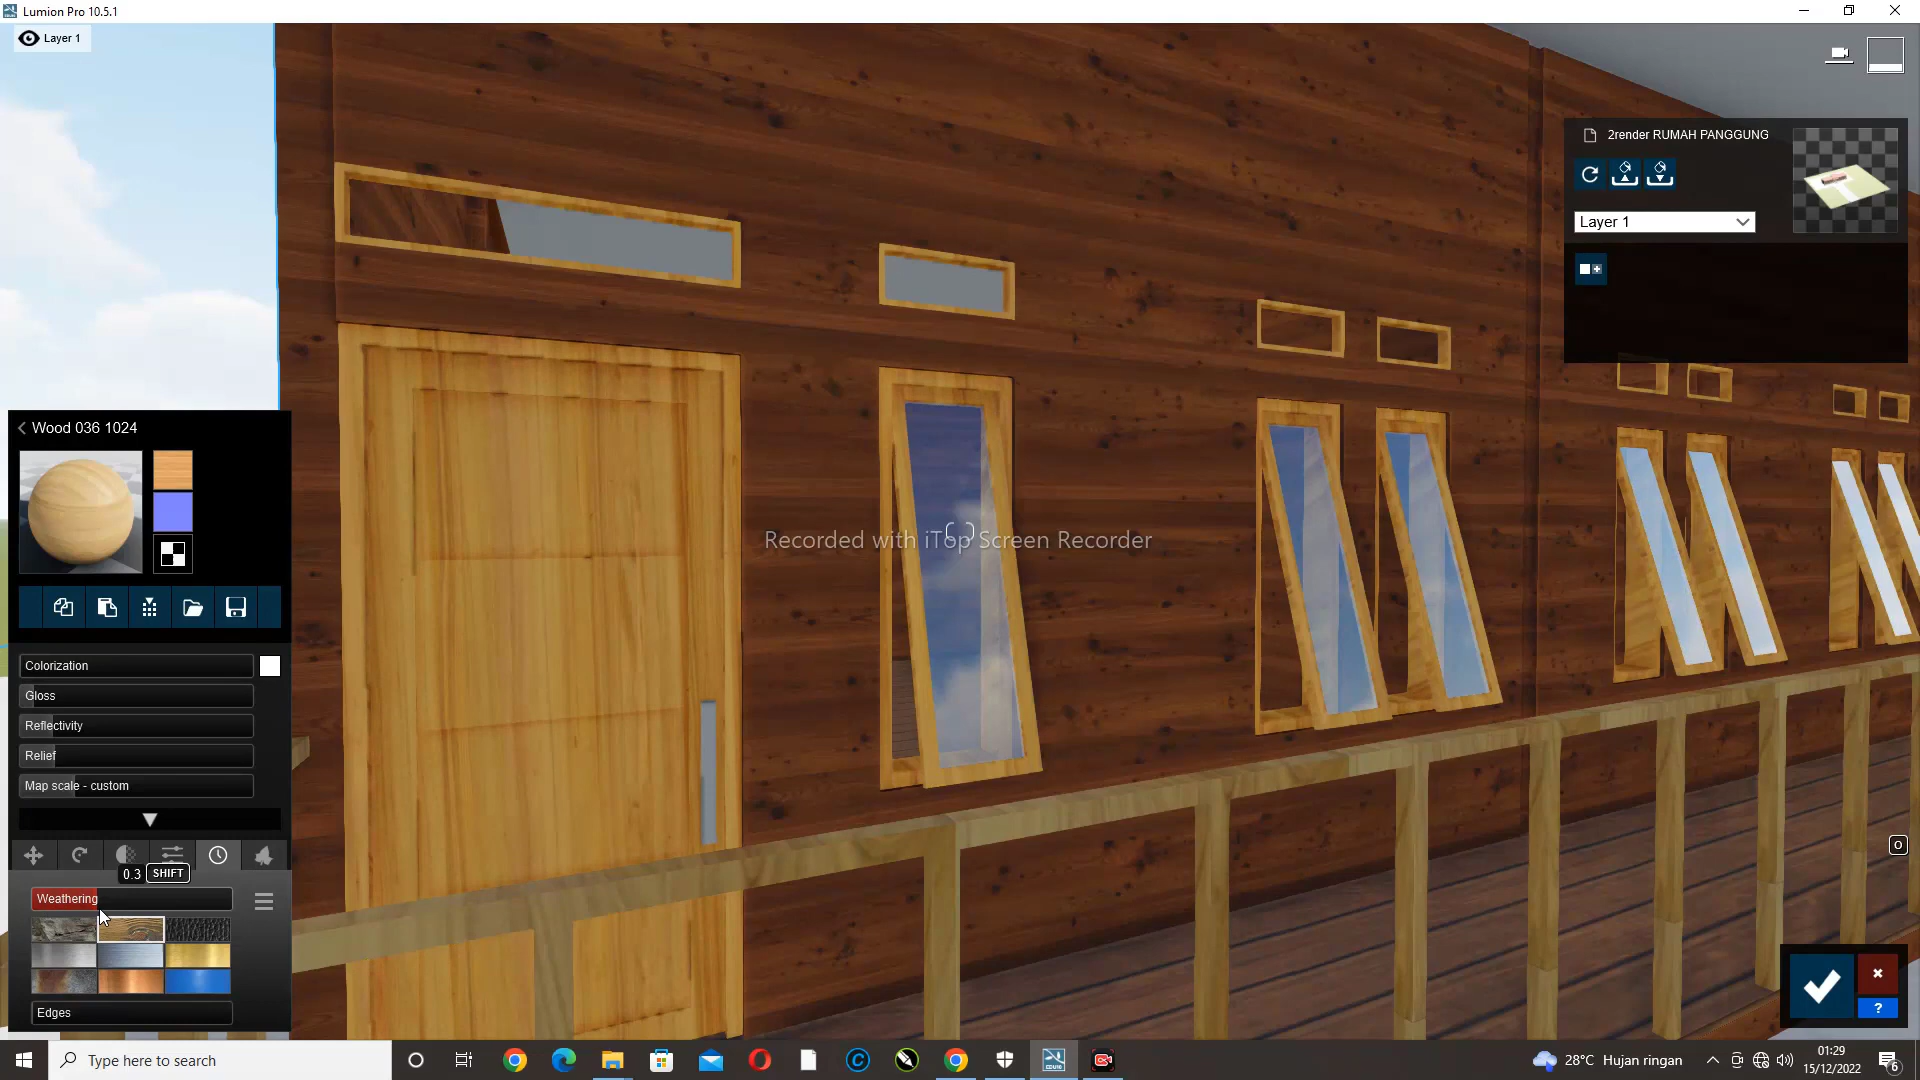 Lumion Pro 10.5.1
Layer 1
2render RUMAH PANGGUNG
Layer 1
Wood 036 1024
Recorded with iTop Screen Recorder
Colorization
Gloss
Reflectivity
Relief
Map scale - custom
0.3 SHIFT
O
Weathering
Edges
?
Type here to search
28°C Hujan ringan
01:29
15/12/2022
6